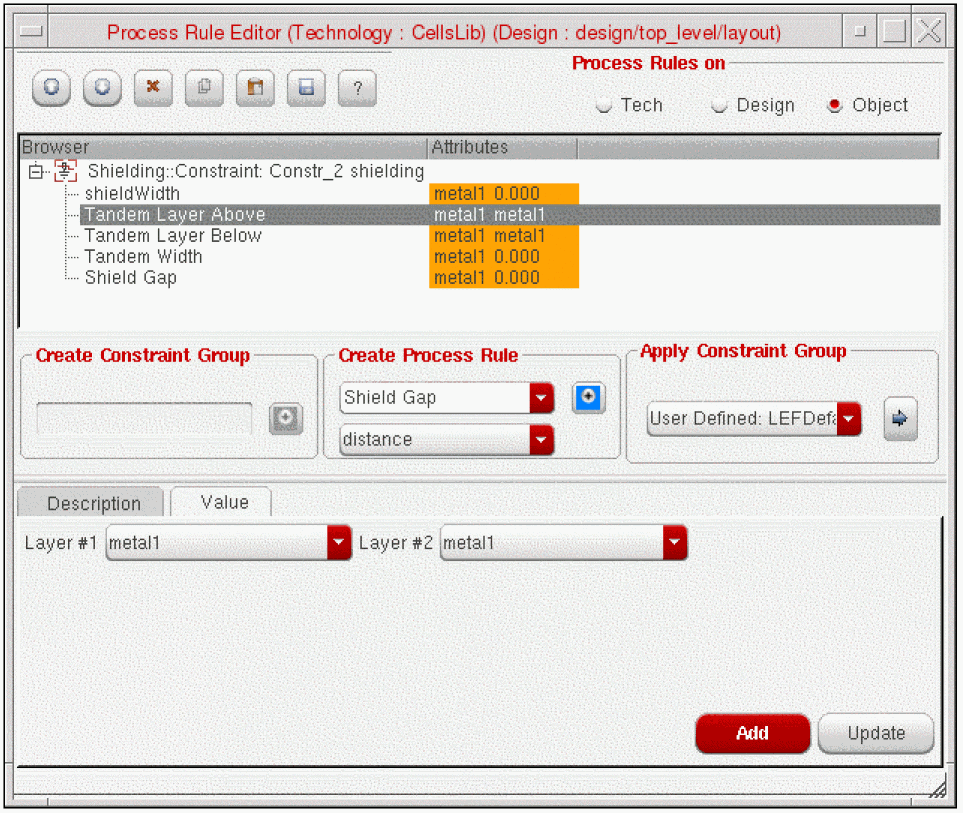 Process Rule Editor (Technology : CellsLib) (Design : design/top_level/layout)
Process Rules on
?
Tech Design Object
Browser Attributes
Shielding::Constraint: Constr_2 shielding
shieldWidth metal1 0.000
Tandem Layer Above metal1 metal1
Tandem Layer Below metal1 metal1
Tandem Width metal1 0.000
Shield Gap metal1 0.000
Create Constraint Group Create Process Rule Apply Constraint Group
Shield Gap
User Defined: LEFDefa
distance
Description Value
Layer #1 metal1 Layer #2 metal1
Add Update